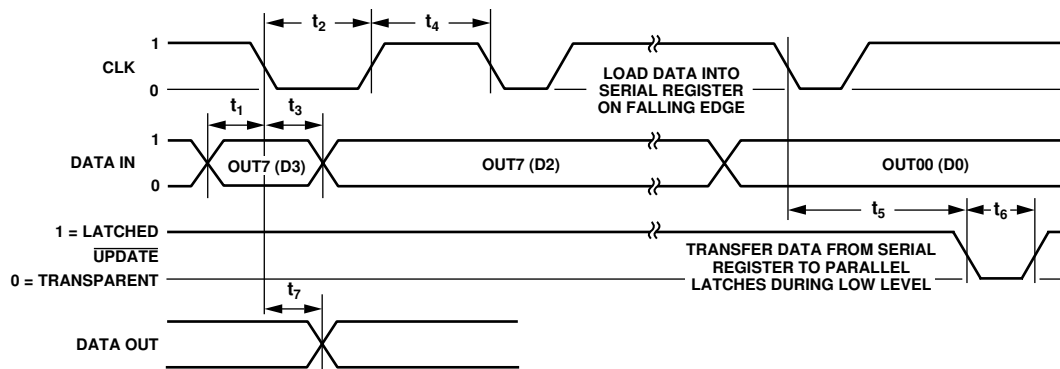 t2
t4
1
CLK
0
LOAD DATA INTO
SERIAL REGISTER
ON FALLING EDGE
t1
t3
1
DATA IN
0
OUT7 (D3)
OUT7 (D2)
OUT00 (D0)
t5
t6
1 = LATCHED
UPDATE
0 = TRANSPARENT
TRANSFER DATA FROM SERIAL
REGISTER TO PARALLEL
LATCHES DURING LOW LEVEL
t7
DATA OUT